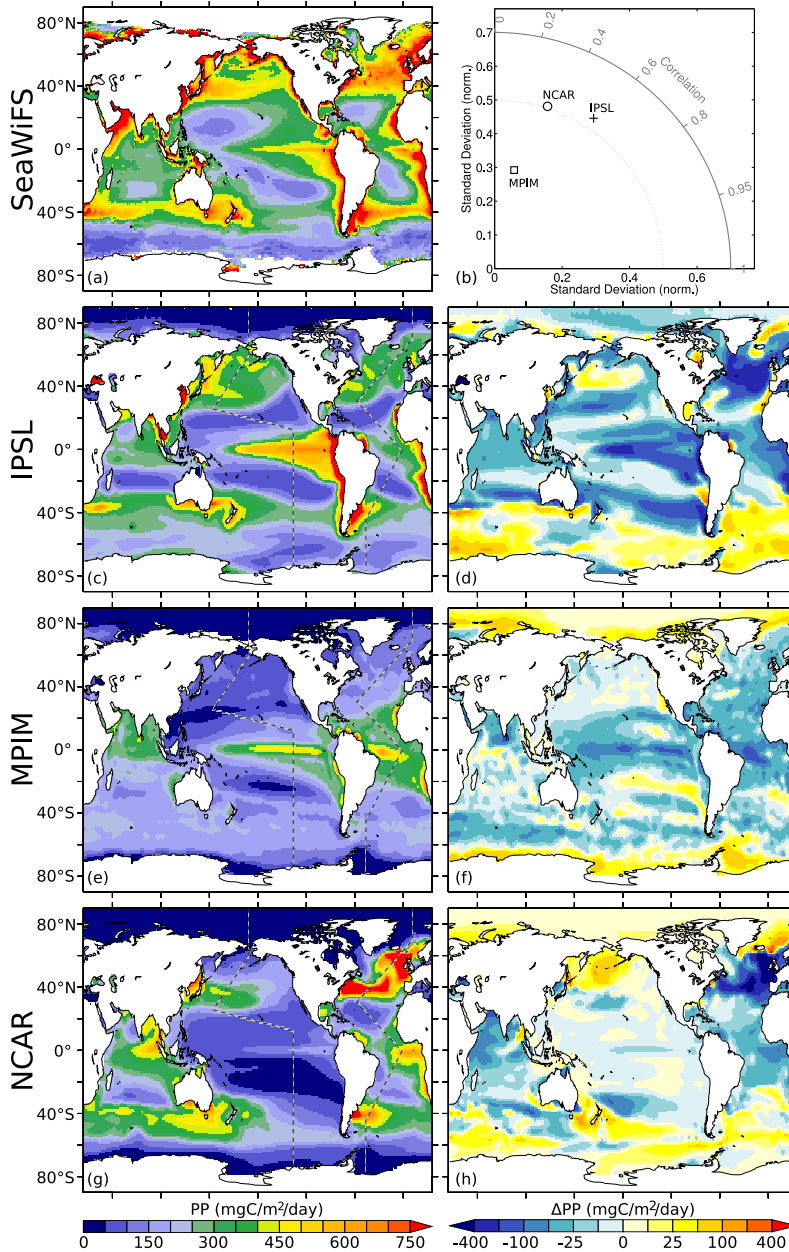 SeaWiFS
80°N
40°N
0°
40°S
80°S
(a)
0.7
0.6
0.5
0.4
0.3
0.2
0.1
0
Standard Deviation (norm.)
0
0.2
0.4
0.6
0.8
0.95
1
Correlation
NCAR
IPSL
MPIM
(b)
0
0.2
0.4
0.6
Standard Deviation (norm.)
IPSL
80°N
40°N
0°
40°S
80°S
(c)
(d)
MPIM
80°N
40°N
0°
40°S
80°S
(e)
(f)
NCAR
80°N
40°N
0°
40°S
80°S
(g)
(h)
PP (mgC/m²/day)
0 150 300 450 600 750
ΔPP (mgC/m²/day)
-400 -100 -25 0 25 100 400